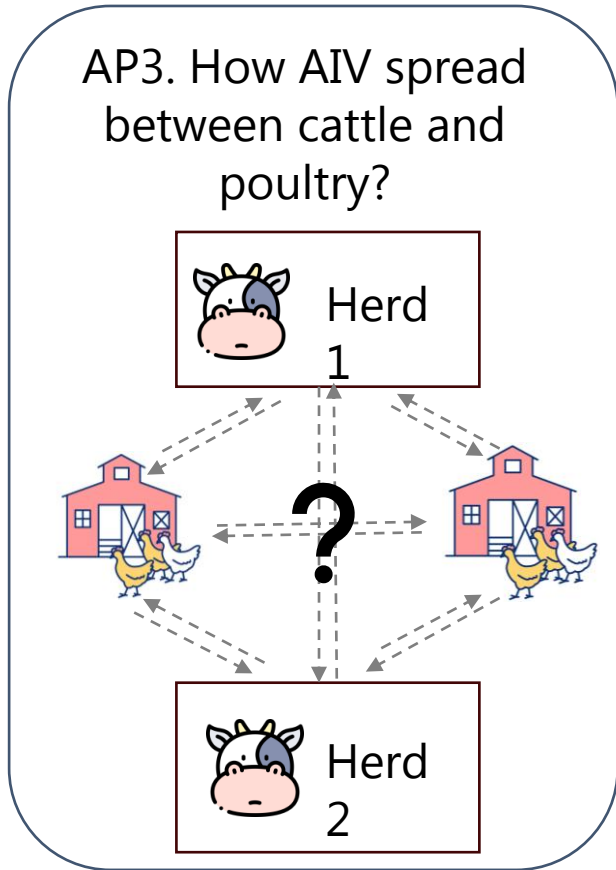 AP3. How AIV spread
between cattle and
poultry?
Herd
1
?
Herd
2